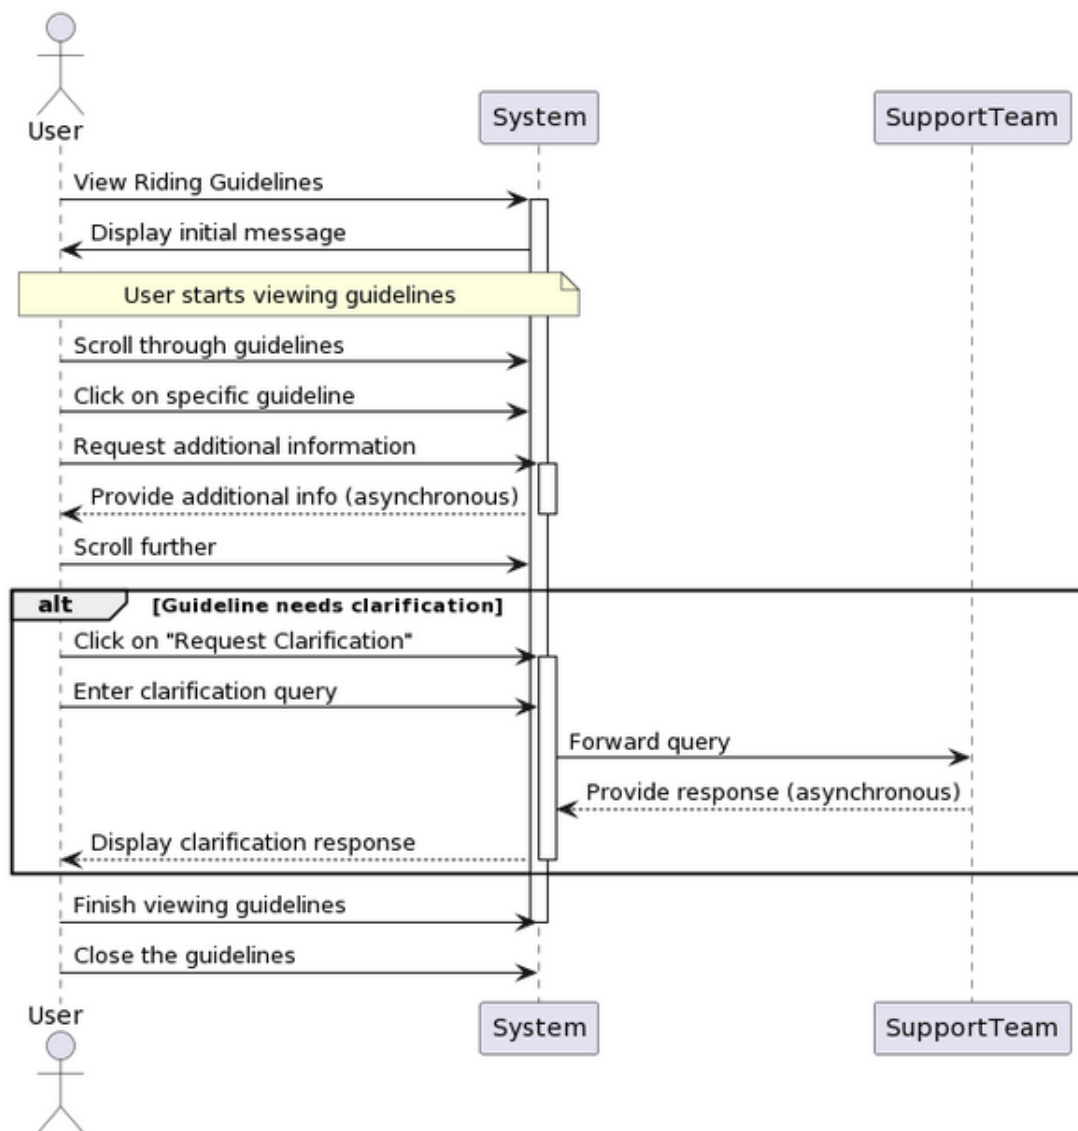 User
System
SupportTeam
View Riding Guidelines
Display initial message
User starts viewing guidelines
Scroll through guidelines
Click on specific guideline
Request additional information
Provide additional info (asynchronous)
Scroll further
alt [Guideline needs clarification]
Click on "Request Clarification"
Enter clarification query
Forward query
Provide response (asynchronous)
Display clarification response
Finish viewing guidelines
Close the guidelines
User
System
SupportTeam